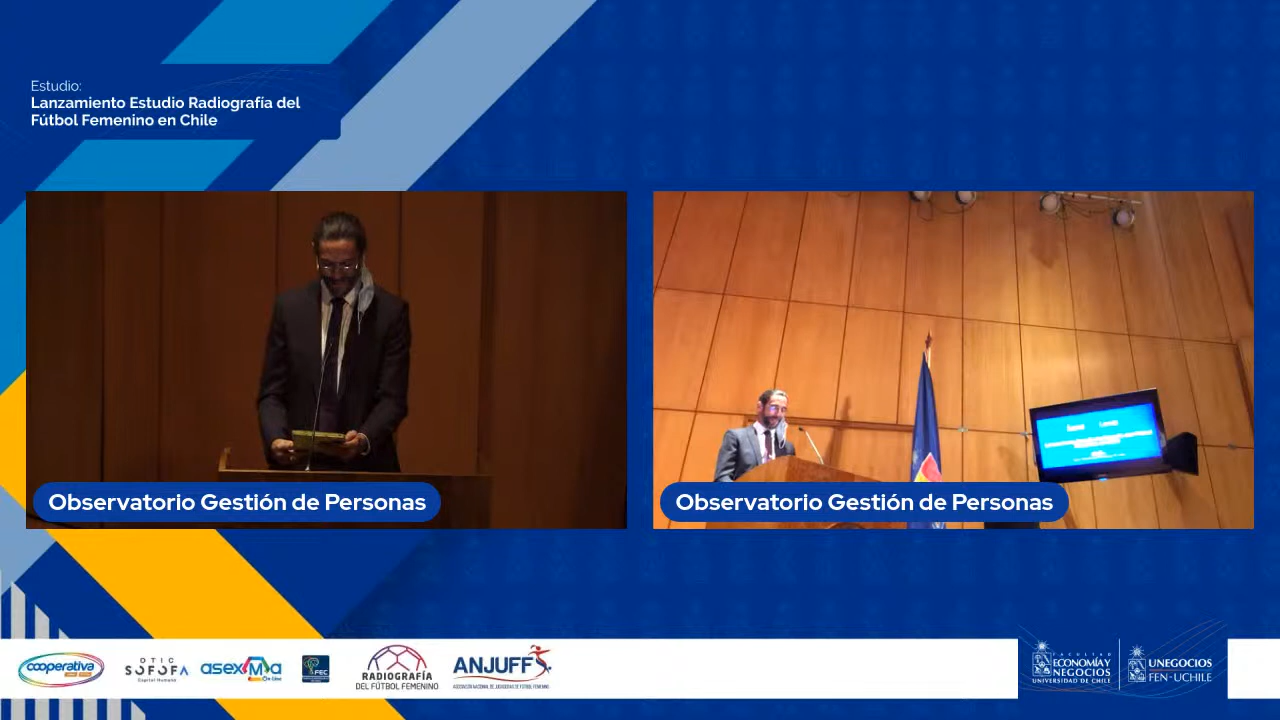 Estudio:
Lanzamiento Estudio Radiografía del
Fútbol Femenino en Chile
Observatorio Gestión de Personas
Observatorio Gestión de Personas
cooperativa
OTIC
SOFOFA
Capital Humano
asexma
FEC
RADIOGRAFÍA
DEL FÚTBOL FEMENINO
ANJUFF
ASOCIACIÓN NACIONAL DE JUGADORAS DE FÚTBOL FEMENINO
FACULTAD
ECONOMÍA Y
NEGOCIOS
UNIVERSIDAD DE CHILE
UNEGOCIOS
FEN-UCHILE